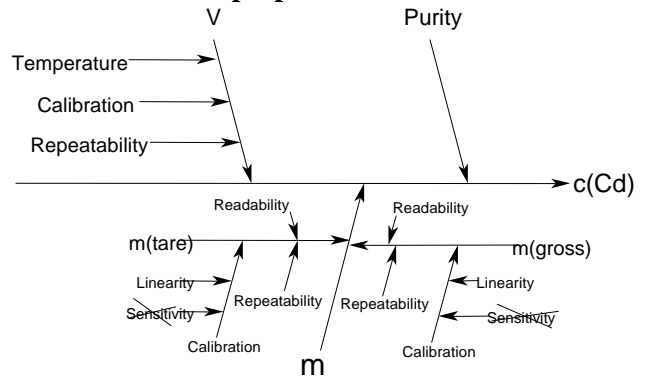 V
Purity
Temperature
Calibration
Repeatability
c(Cd)
Readability
Readability
m(tare)
m(gross)
Linearity
Repeatability
Repeatability
Linearity
Sensitivity
Sensitivity
Calibration
Calibration
m